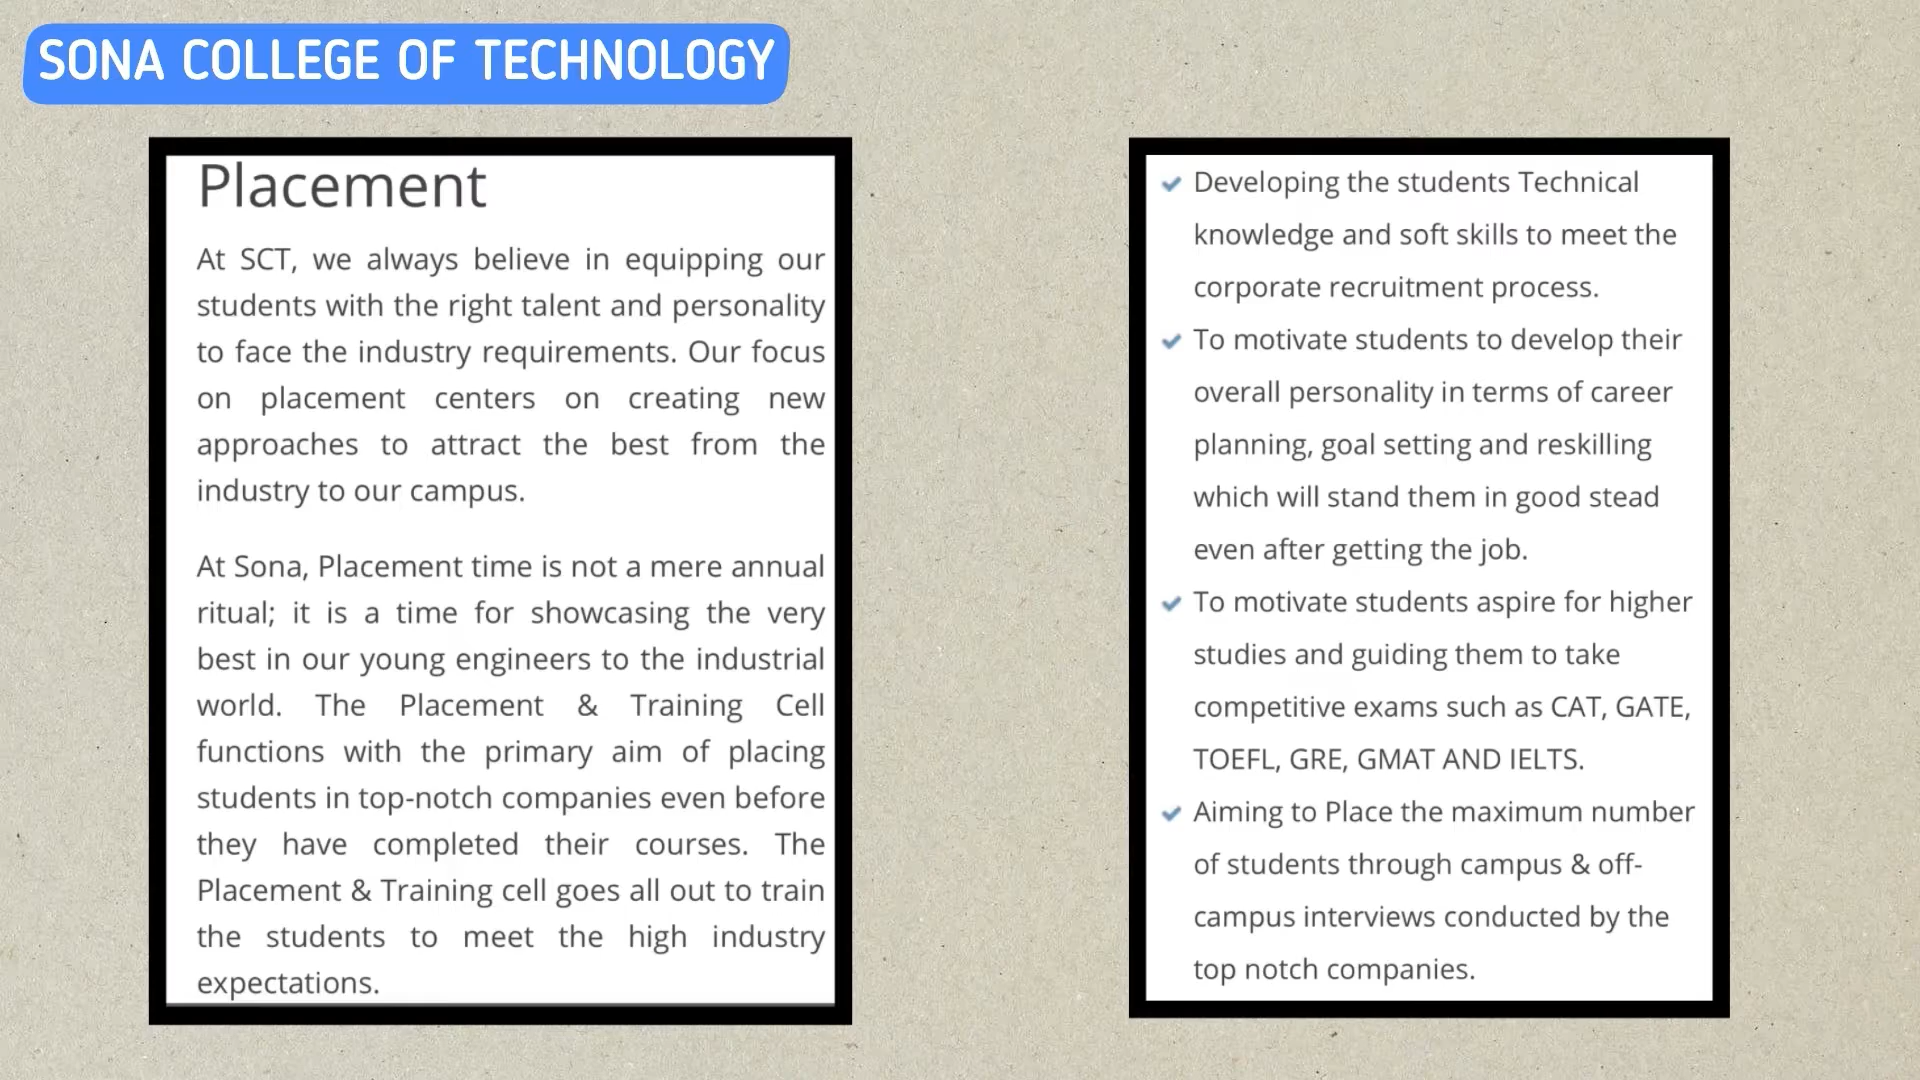 SONA COLLEGE OF TECHNOLOGY
Placement
At SCT, we always believe in equipping our
students with the right talent and personality
to face the industry requirements. Our focus
on placement centers on creating new
approaches to attract the best from the
industry to our campus.
At Sona, Placement time is not a mere annual
ritual; it is a time for showcasing the very
best in our young engineers to the industrial
world. The Placement & Training Cell
functions with the primary aim of placing
students in top-notch companies even before
they have completed their courses. The
Placement & Training cell goes all out to train
the students to meet the high industry
expectations.
Developing the students Technical
knowledge and soft skills to meet the
corporate recruitment process.
To motivate students to develop their
overall personality in terms of career
planning, goal setting and reskilling
which will stand them in good stead
even after getting the job.
To motivate students aspire for higher
studies and guiding them to take
competitive exams such as CAT, GATE,
TOEFL, GRE, GMAT AND IELTS.
Aiming to Place the maximum number
of students through campus & off-
campus interviews conducted by the
top notch companies.